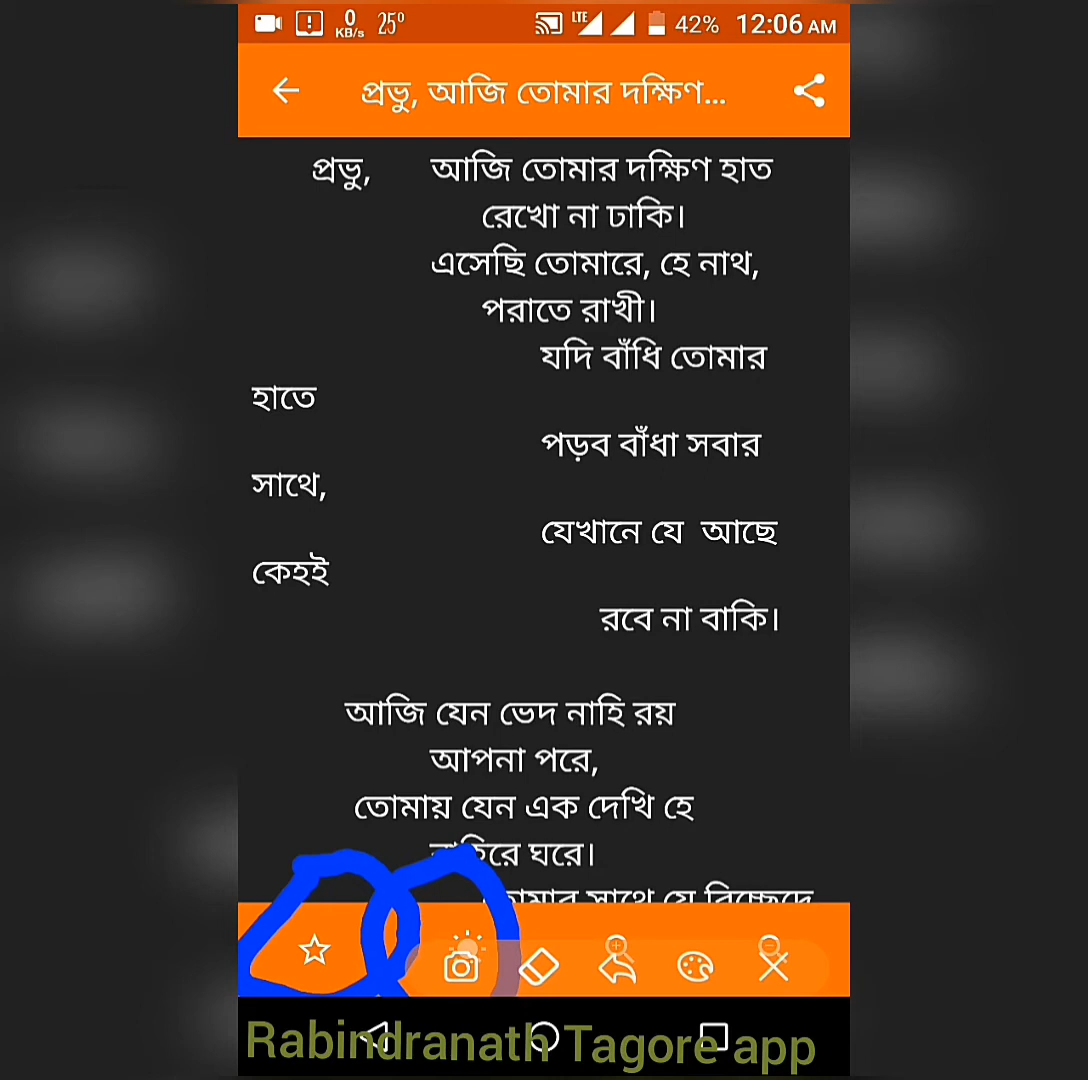 0 KB/s 25° LTE 42% 12:06 AM
প্রভু, আজি তোমার দক্ষিণ...
প্রভু, আজি তোমার দক্ষিণ হাত
রেখো না ঢাকি।
এসেছি তোমারে, হে নাথ,
পরাতে রাখী।
যদি বাঁধি তোমার
হাতে
পড়ব বাঁধা সবার
সাথে,
যেখানে যে আছে
কেহই
রবে না বাকি।
আজি যেন ভেদ নাহি রয়
আপনা পরে,
তোমায় যেন এক দেখি হে
ঘরে।
সাথে যে বিচ্ছেদে
Rabindranath Tagore app